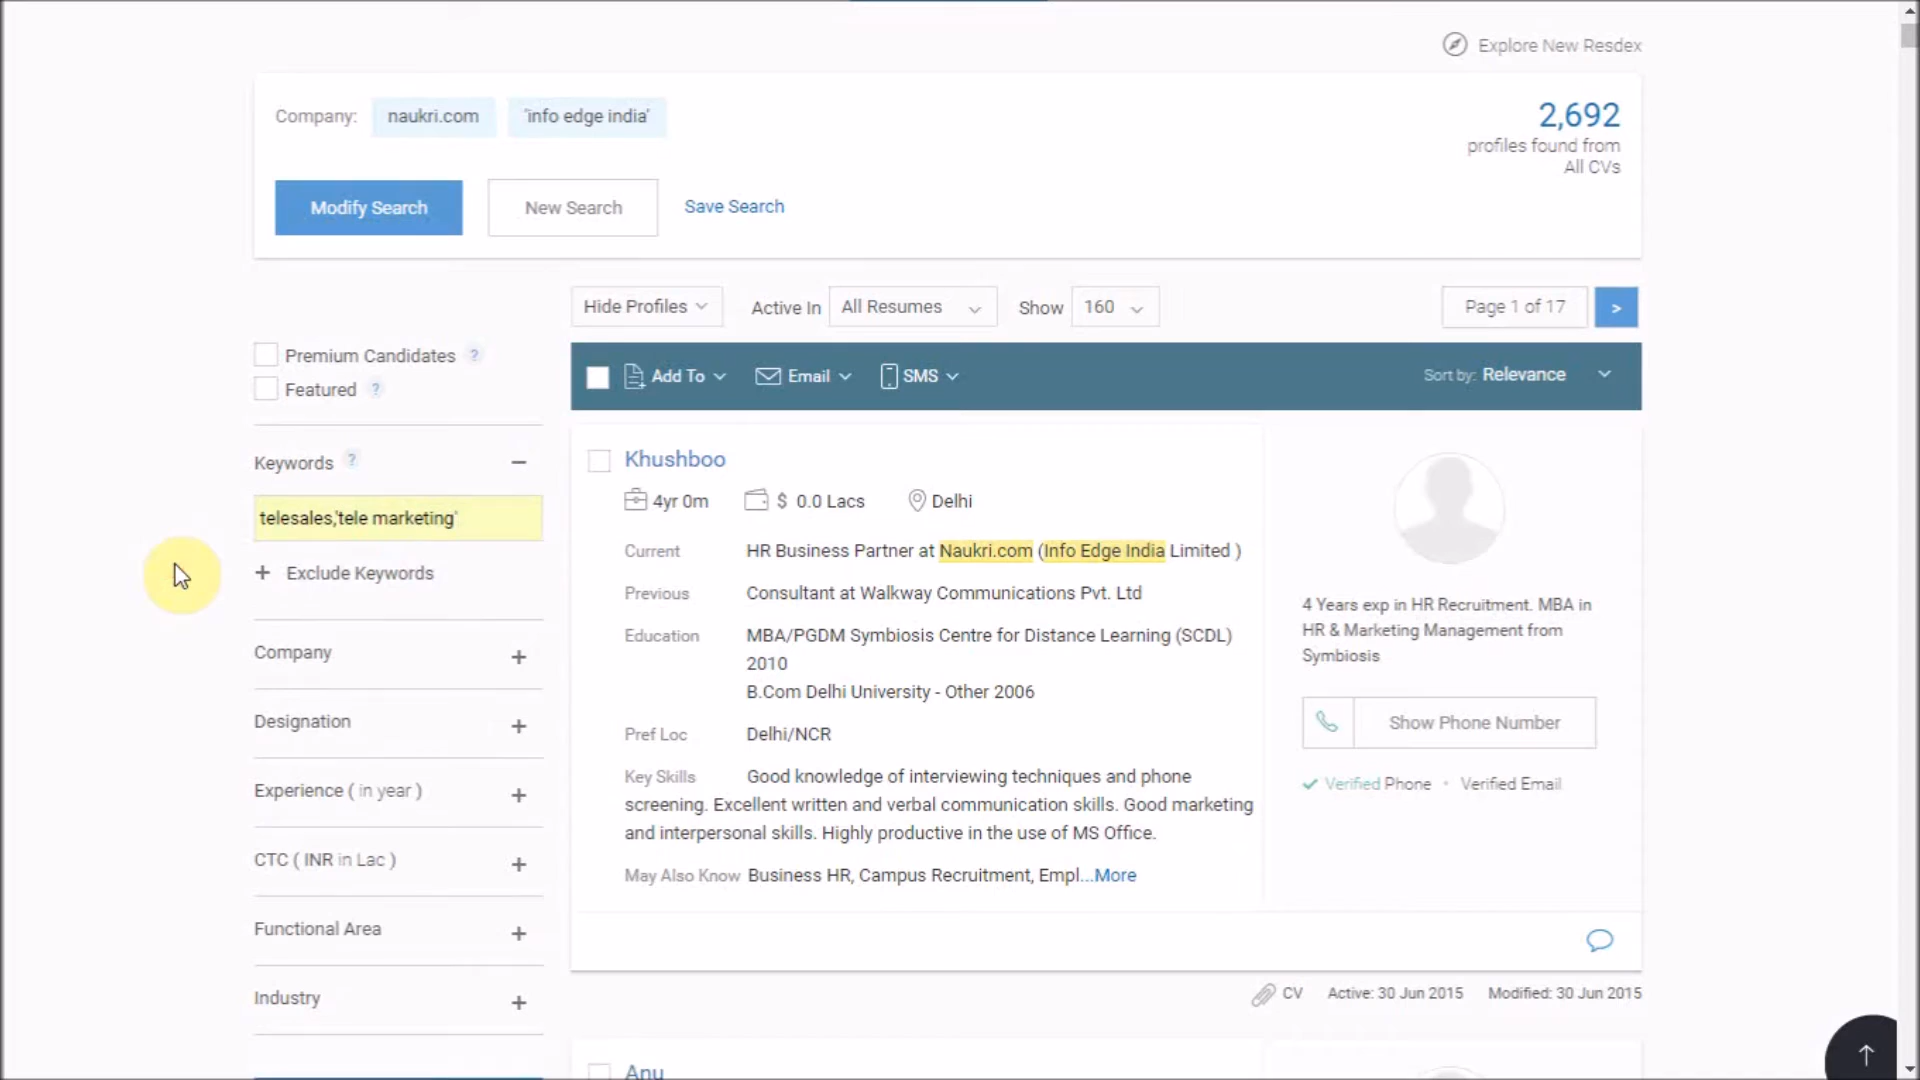 Explore New Resdex
Company: naukri.com 'info edge india'
2,692
profiles found from
All CVs
Modify Search New Search Save Search
Hide Profiles Active In All Resumes Show 160 Page 1 of 17 >
Premium Candidates ?
Featured ?
Add To Email SMS Sort by: Relevance
Keywords ?
telesales,'tele marketing'
+ Exclude Keywords
Company +
Designation +
Experience ( in year ) +
CTC ( INR in Lac ) +
Functional Area +
Industry +
Khushboo
4yr 0m $ 0.0 Lacs Delhi
Current HR Business Partner at Naukri.com (Info Edge India Limited )
Previous Consultant at Walkway Communications Pvt. Ltd
Education MBA/PGDM Symbiosis Centre for Distance Learning (SCDL)
2010
B.Com Delhi University - Other 2006
Pref Loc Delhi/NCR
Key Skills Good knowledge of interviewing techniques and phone
screening. Excellent written and verbal communication skills. Good marketing
and interpersonal skills. Highly productive in the use of MS Office.
May Also Know Business HR, Campus Recruitment, Empl...More
4 Years exp in HR Recruitment. MBA in
HR & Marketing Management from
Symbiosis
Show Phone Number
Verified Phone • Verified Email
CV Active: 30 Jun 2015 Modified: 30 Jun 2015
Anu